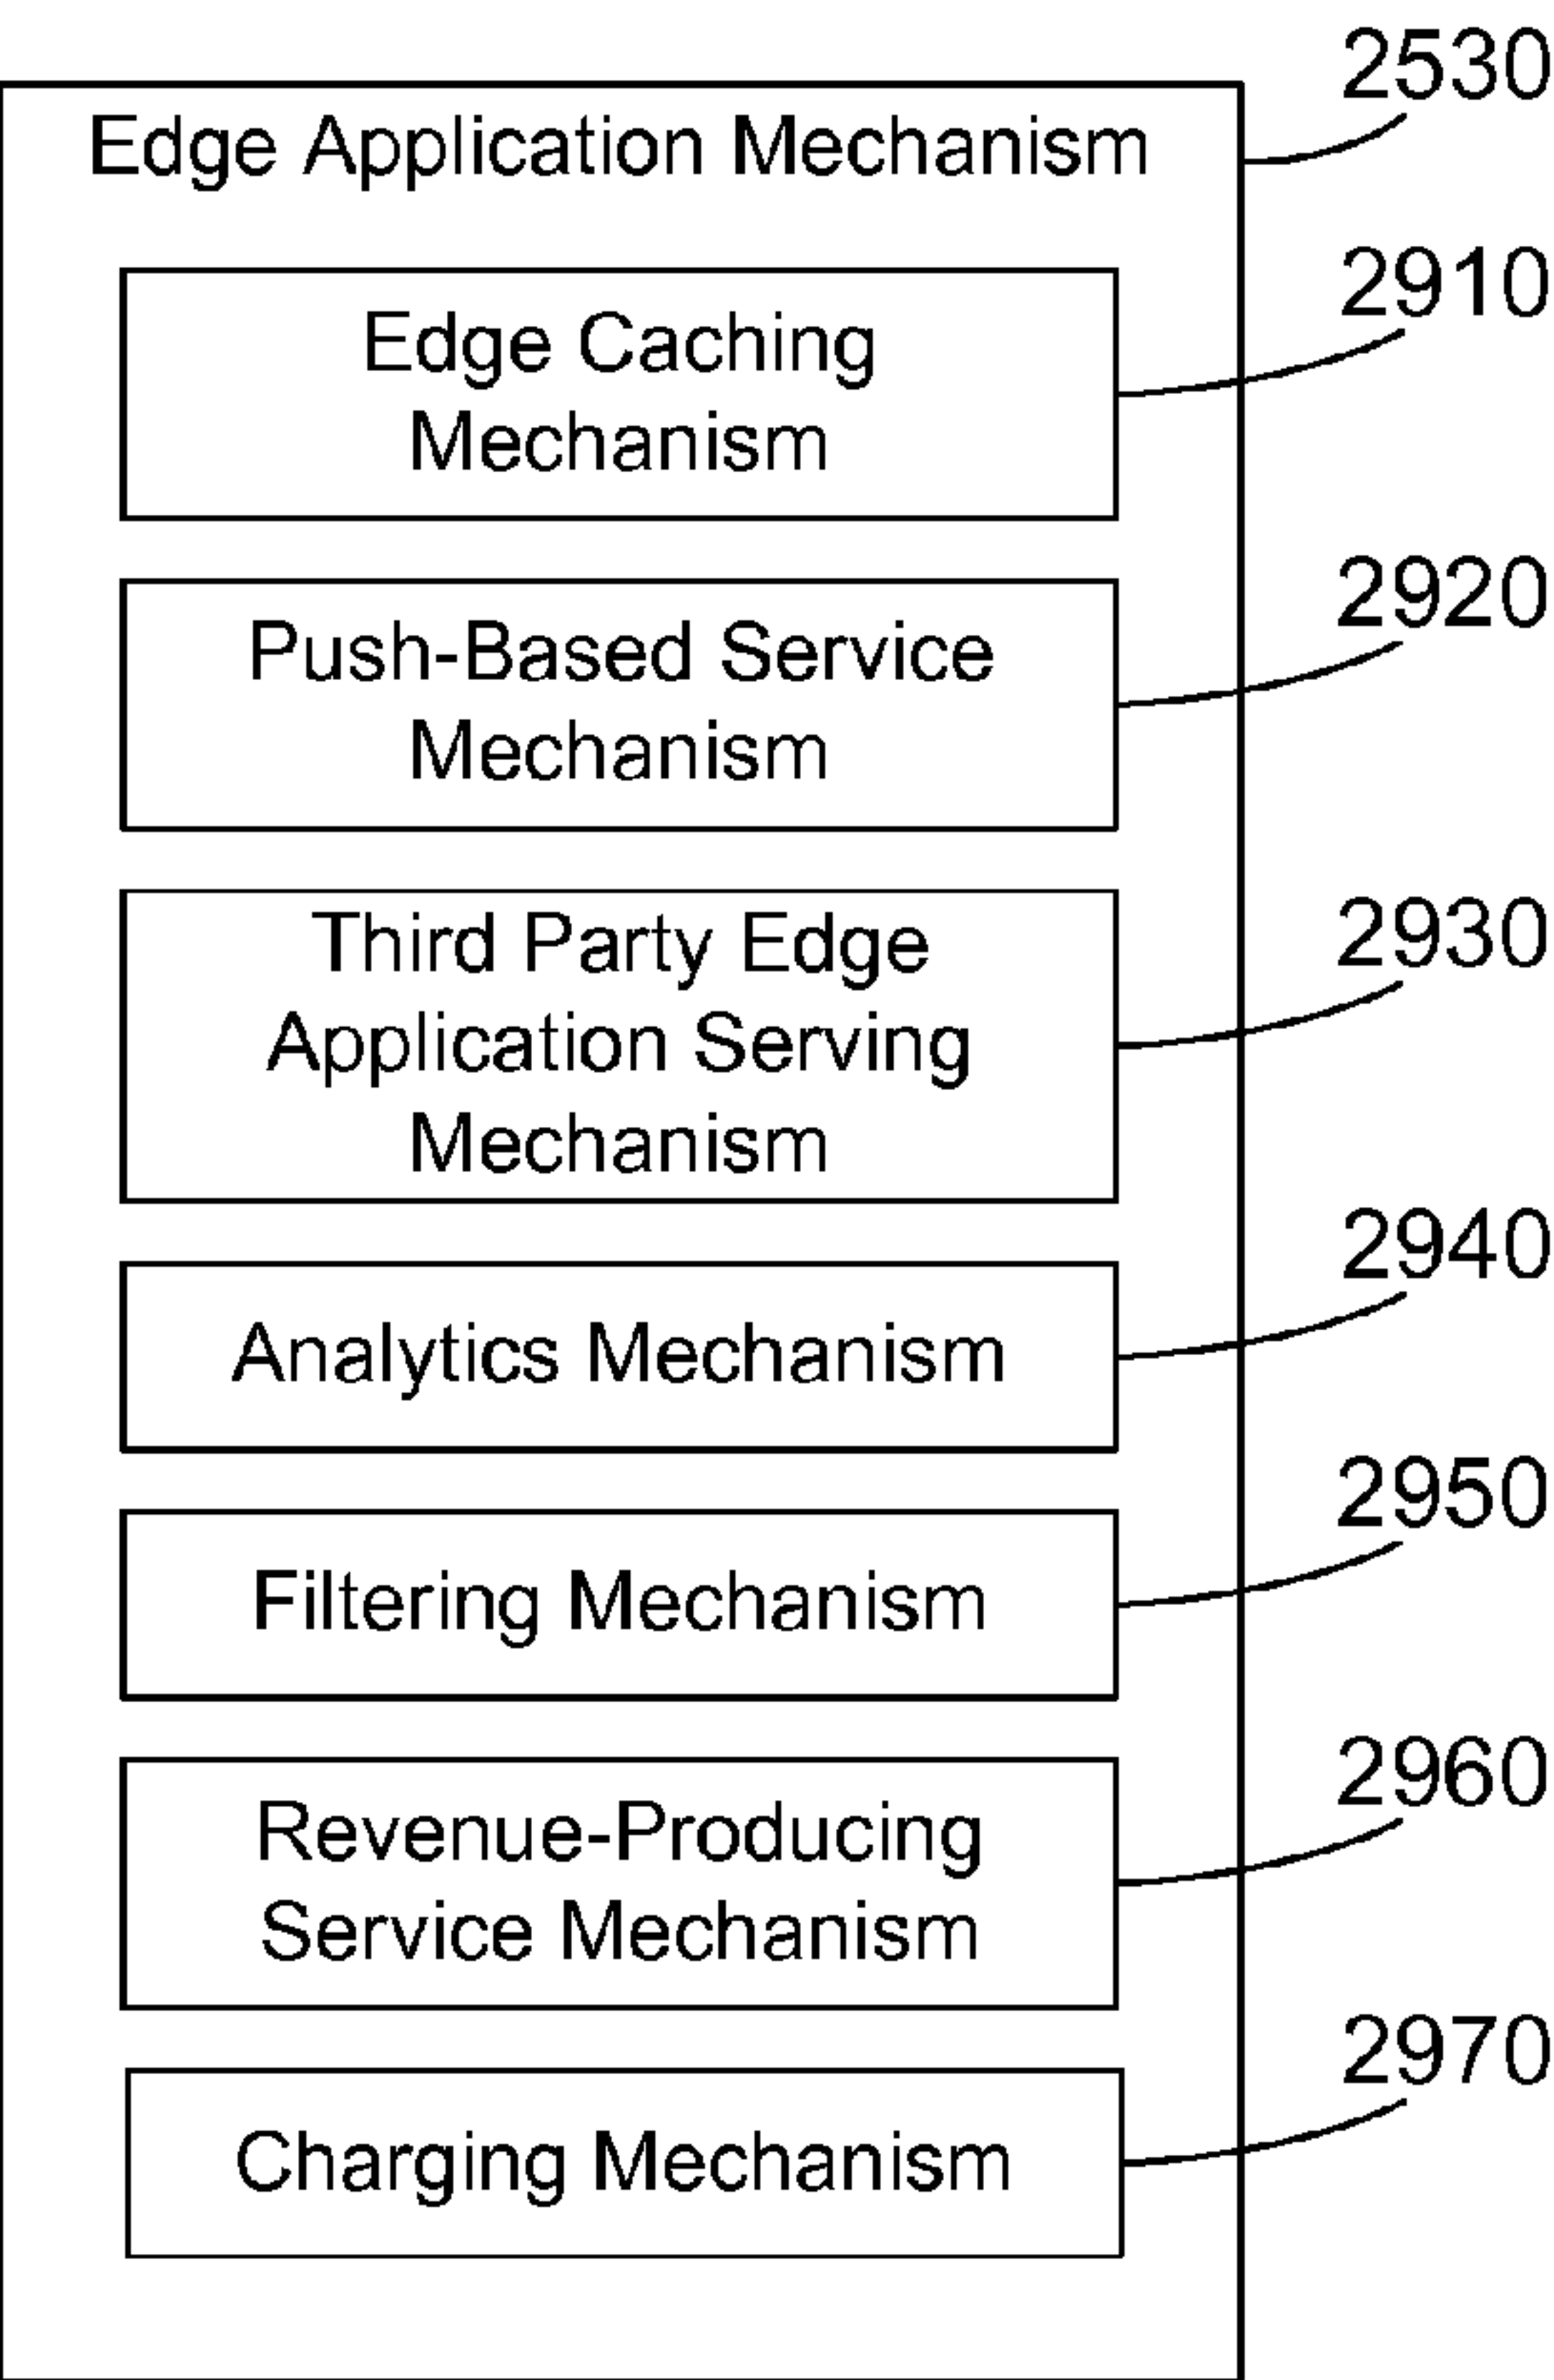 2530
Edge Application Mechanism
2910
Edge Caching
Mechanism
2920
Push-Based Service
Mechanism
2930
Third Party Edge
Application Serving
Mechanism
2940
Analytics Mechanism
2950
Filtering Mechanism
2960
Revenue-Producing
Service Mechanism
2970
Charging Mechanism